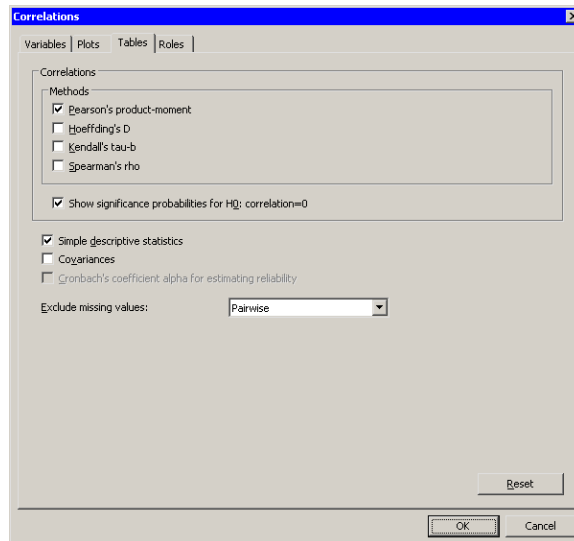 Correlations
Variables Plots Tables Roles
Correlations
Methods
Pearson's product-moment
Hoeffding's D
Kendall's tau-b
Spearman's rho
Show significance probabilities for H0: correlation=0
Simple descriptive statistics
Covariances
Cronbach's coefficient alpha for estimating reliability
Exclude missing values: Pairwise
Reset
OK Cancel